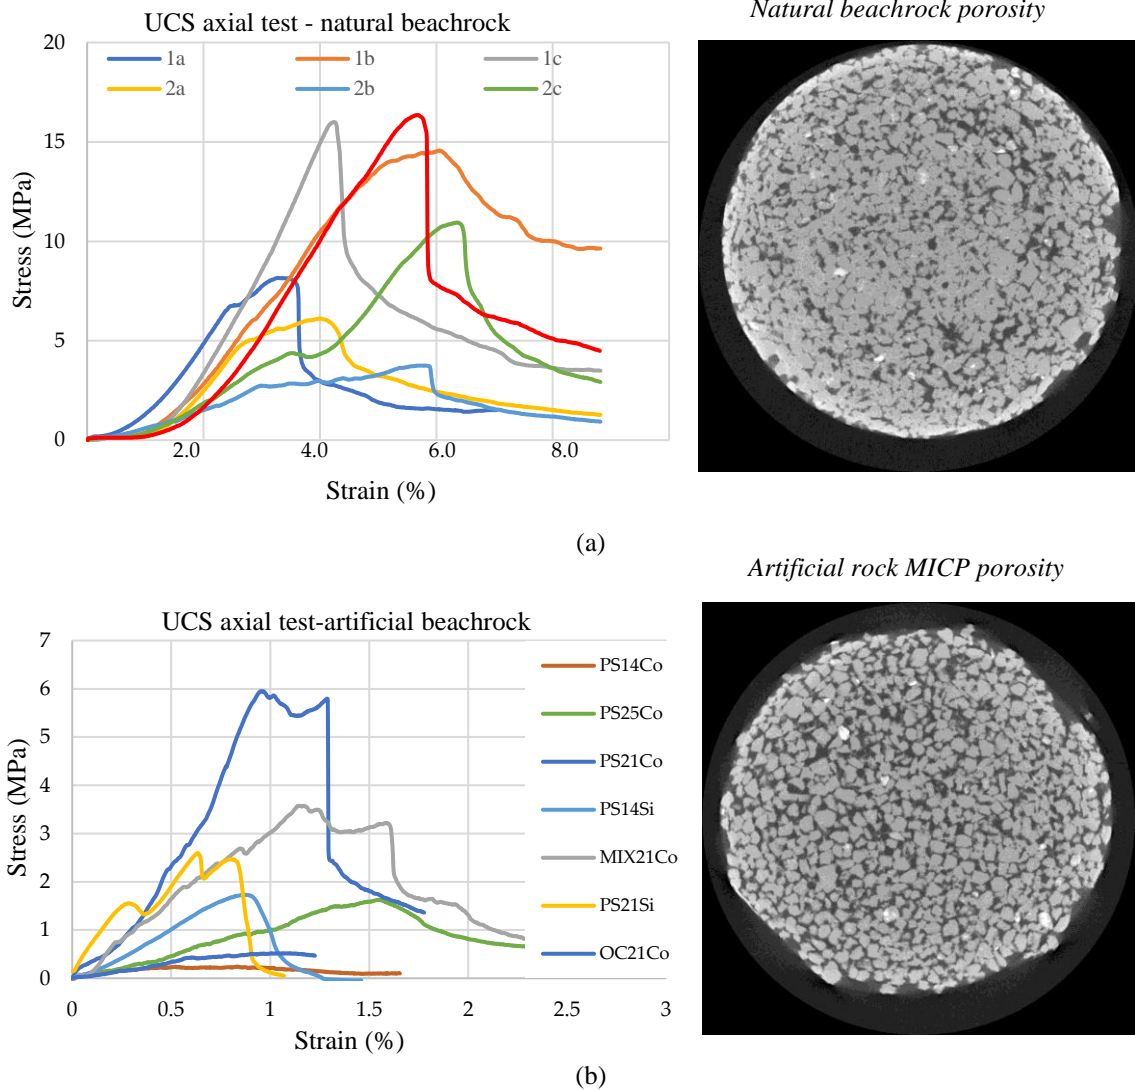 UCS axial test - natural beachrock
Natural beachrock porosity
20
1a 1b 1c
2a 2b 2c
15
10
5
0
Stress (MPa)
2.0 4.0 6.0 8.0
Strain (%)
(a)
Artificial rock MICP porosity
UCS axial test-artificial beachrock
7
6
5
4
3
2
1
0
Stress (MPa)
PS14Co
PS25Co
PS21Co
PS14Si
MIX21Co
PS21Si
OC21Co
0 0.5 1 1.5 2 2.5 3
Strain (%)
(b)